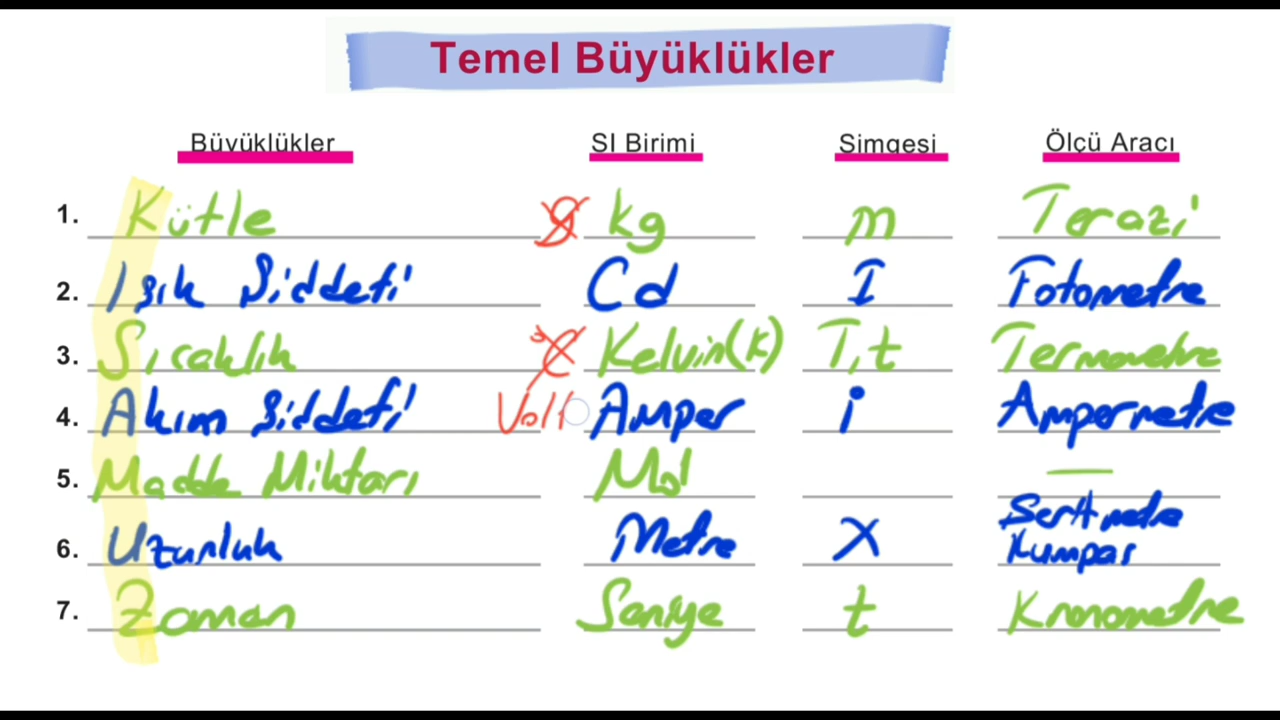 Temel Büyüklükler
Büyüklükler SI Birimi Simgesi Ölçü Aracı
1. Kütle g kg m Terazi
2. Işık Şiddeti Cd I Fotometre
3. Sıcaklık °C Kelvin(K) T, t Termometre
4. Akım Şiddeti Volt Amper i Ampermetre
5. Madde Miktarı Mol —
6. Uzunluk Metre X Şerit metre
Kumpas
7. Zaman Saniye t Kronometre